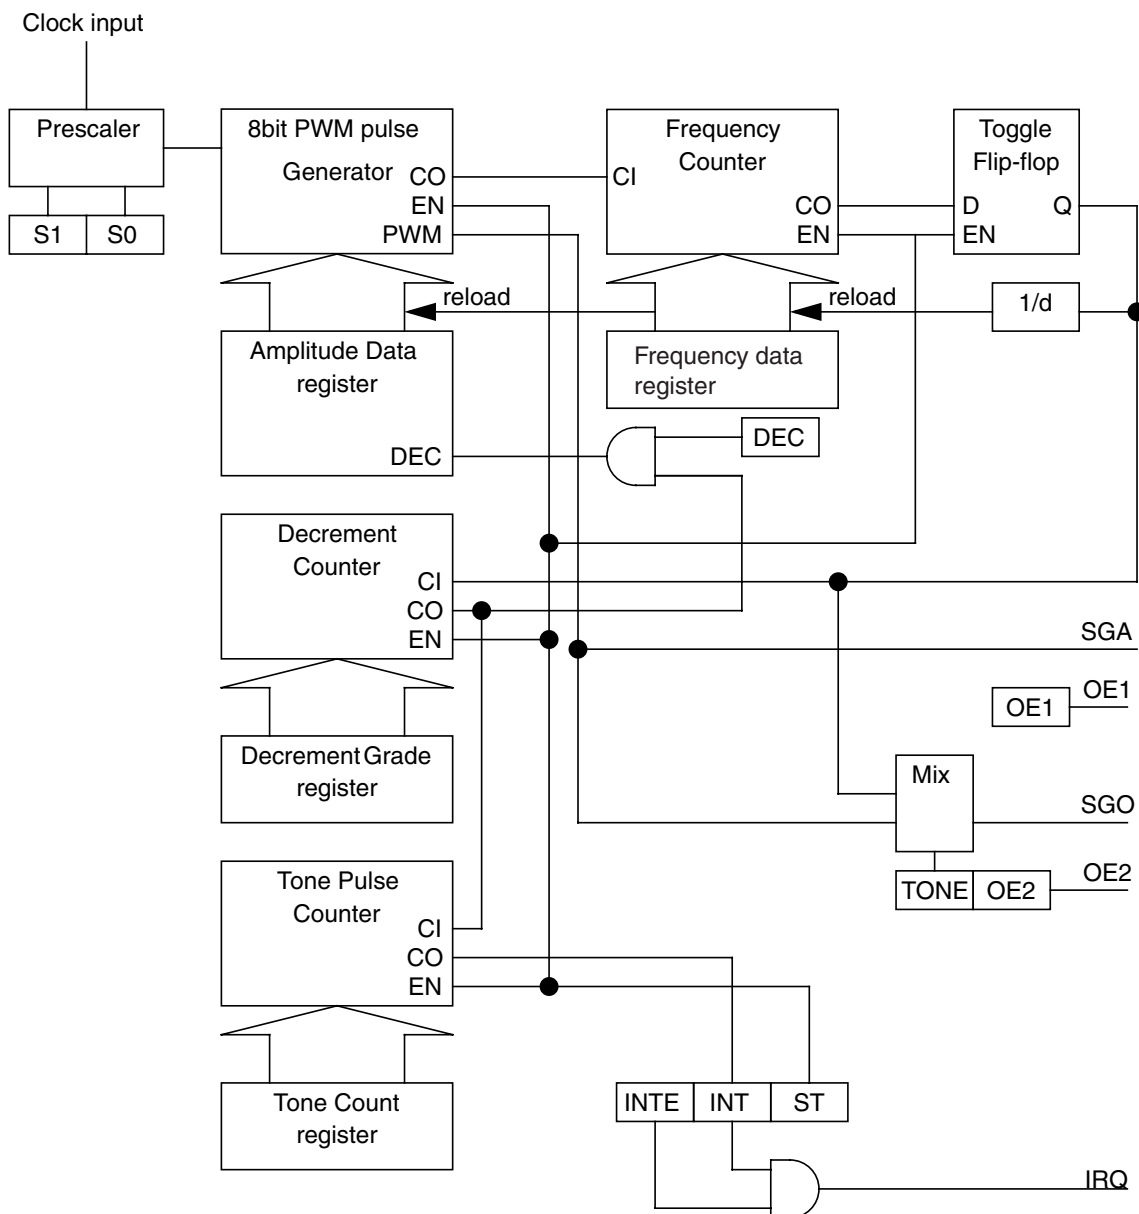 Clock input
Prescaler
S1 S0
8bit PWM pulse
Generator
CO
EN
PWM
Frequency
Counter
CI
CO
EN
Toggle
Flip-flop
D Q
EN
reload
reload
1/d
Amplitude Data
register
DEC
Frequency data
register
DEC
Decrement
Counter
CI
CO
EN
SGA
OE1
OE1
Decrement Grade
register
Mix
SGO
TONE OE2
OE2
Tone Pulse
Counter
CI
CO
EN
Tone Count
register
INTE INT ST
IRQ